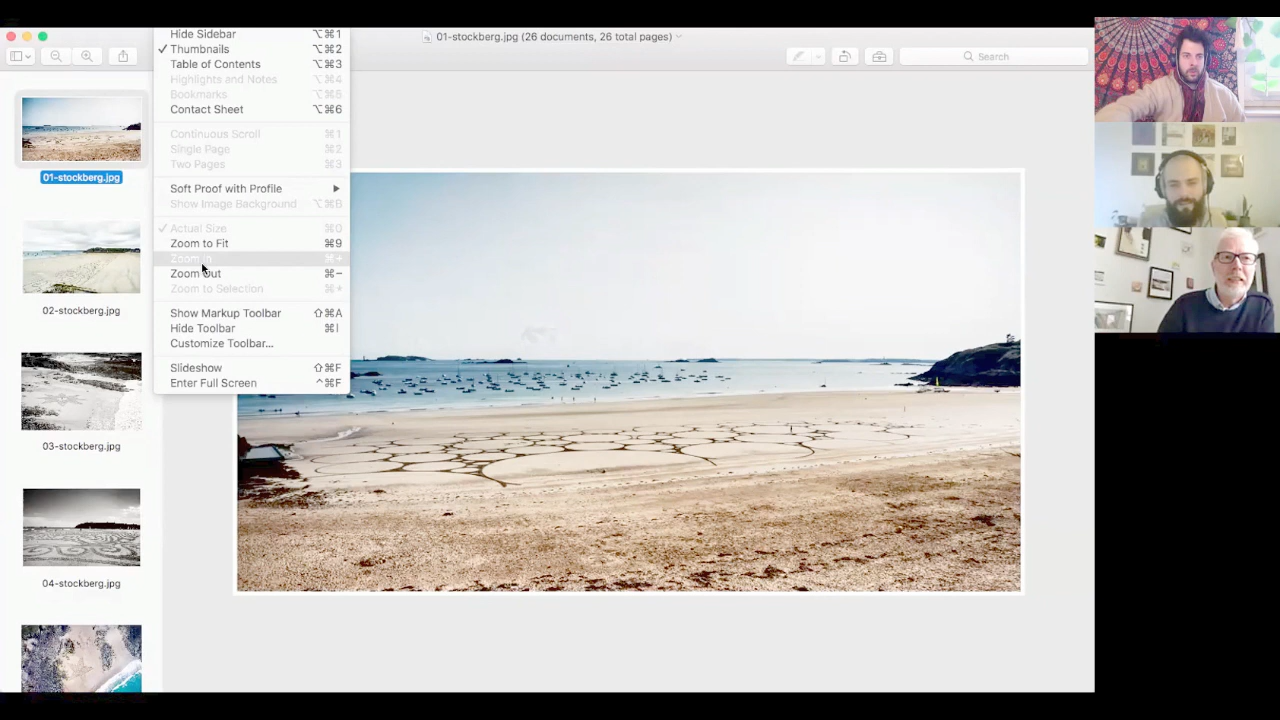 01-stockberg.jpg (26 documents, 26 total pages)
Search
Hide Sidebar ⌥⌘1
✓ Thumbnails ⌥⌘2
Table of Contents ⌥⌘3
Highlights and Notes ⌥⌘4
Bookmarks ⌥⌘5
Contact Sheet ⌥⌘6
Continuous Scroll ⌘1
Single Page ⌘2
Two Pages ⌘3
Soft Proof with Profile
Show Image Background ⌥⌘B
✓ Actual Size ⌘0
Zoom to Fit ⌘9
Zoom In ⌘+
Zoom Out ⌘−
Zoom to Selection ⌘*
Show Markup Toolbar ⇧⌘A
Hide Toolbar ⌘I
Customize Toolbar...
Slideshow ⇧⌘F
Enter Full Screen ^⌘F
01-stockberg.jpg
02-stockberg.jpg
03-stockberg.jpg
04-stockberg.jpg